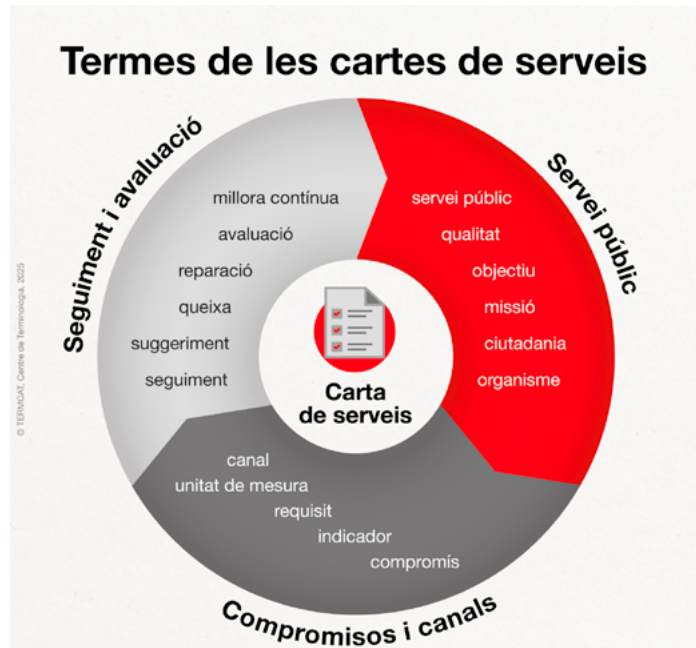 Termes de les cartes de serveis
Seguiment i avaluació
millora contínua
avaluació
reparació
queixa
suggeriment
seguiment
Servei públic
servei públic
qualitat
objectiu
missió
ciutadania
organisme
Carta
de serveis
canal
unitat de mesura
requisit
indicador
compromís
Compromisos i canals
© TERMCAT, Centre de Terminologia, 2025